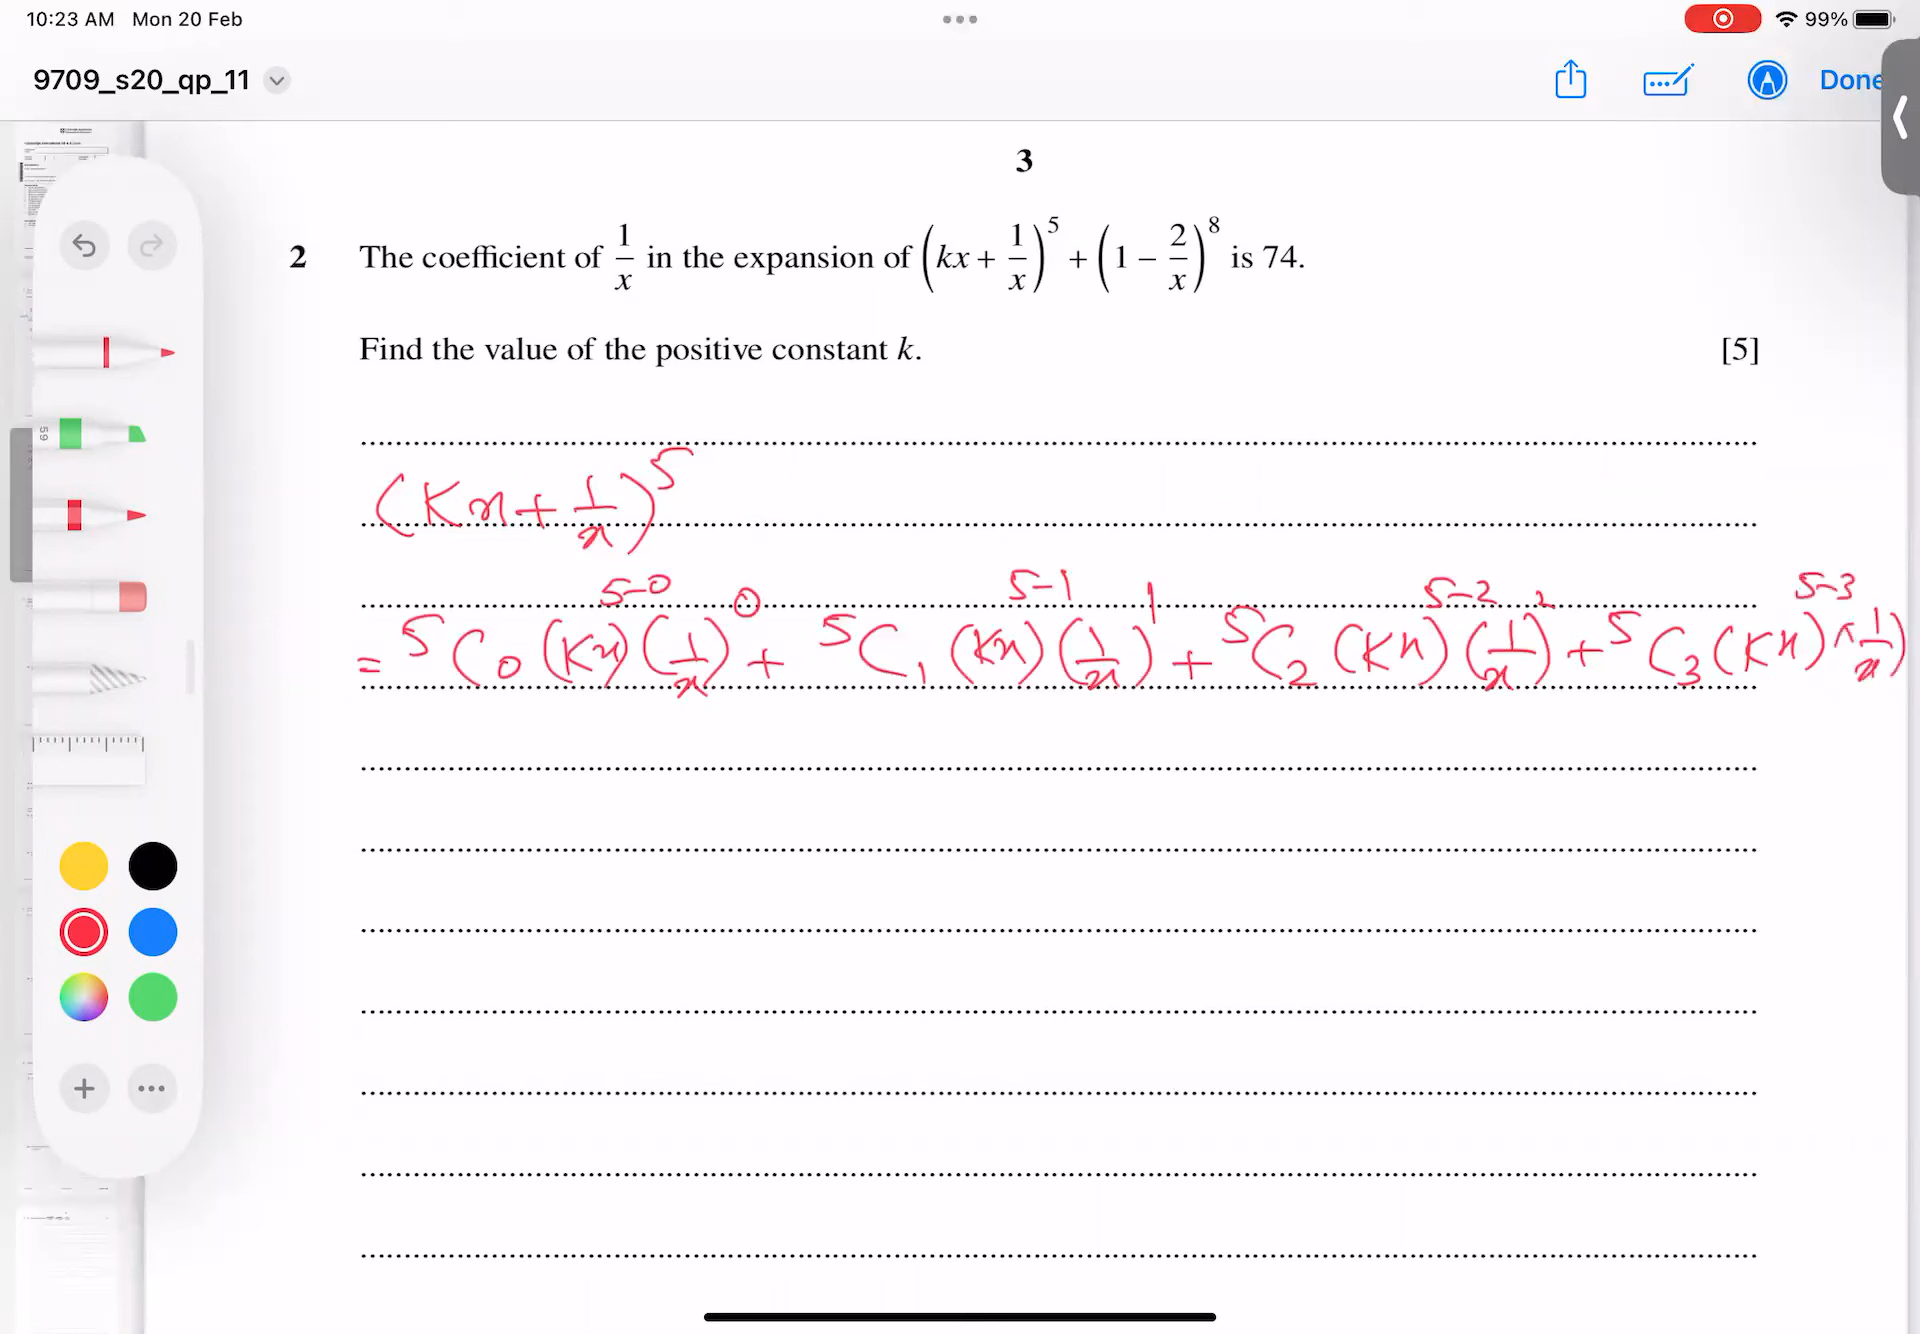 10:23 AM Mon 20 Feb
99%
9709_s20_qp_11
Done
3
2 The coefficient of 1/x in the expansion of (kx + 1/x)^5 + (1 − 2/x)^8 is 74.
Find the value of the positive constant k. [5]
(Kx + 1/x)^5
= 5C0 (Kx)^5-0 (1/x)^0 + 5C1 (Kx)^5-1 (1/x)^1 + 5C2 (Kx)^5-2 (1/x)^2 + 5C3 (Kx)^5-3 (1/x)
59